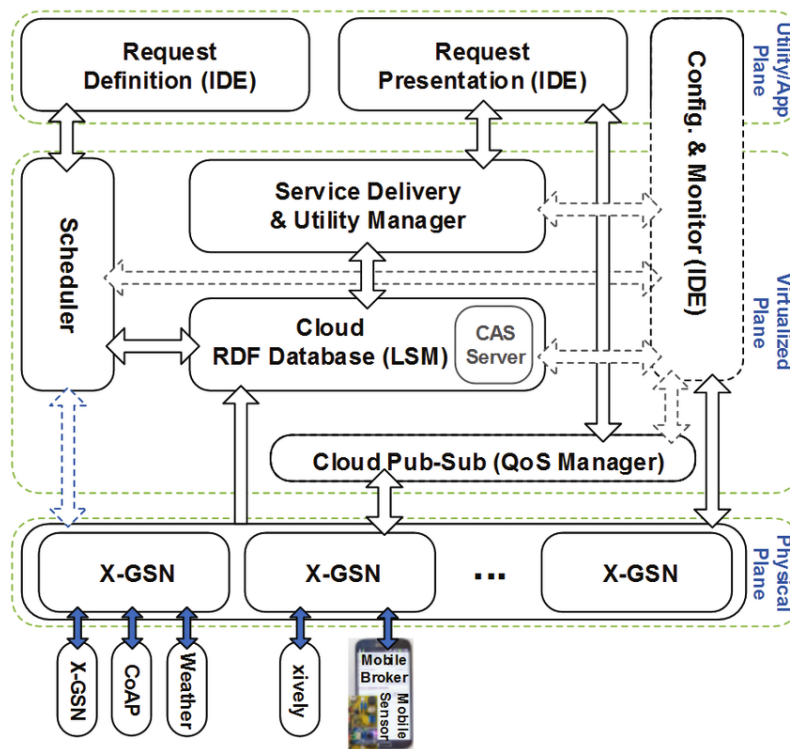 Request
Definition (IDE)
Request
Presentation (IDE)
Config. & Monitor (IDE)
Utility/App
Plane
Scheduler
Service Delivery
& Utility Manager
Cloud
RDF Database (LSM)
CAS
Server
Virtualized
Plane
Cloud Pub-Sub (QoS Manager)
X-GSN
X-GSN
...
X-GSN
Physical
Plane
X-GSN
CoAP
Weather
xively
Mobile
Broker
Mobile
Sensor